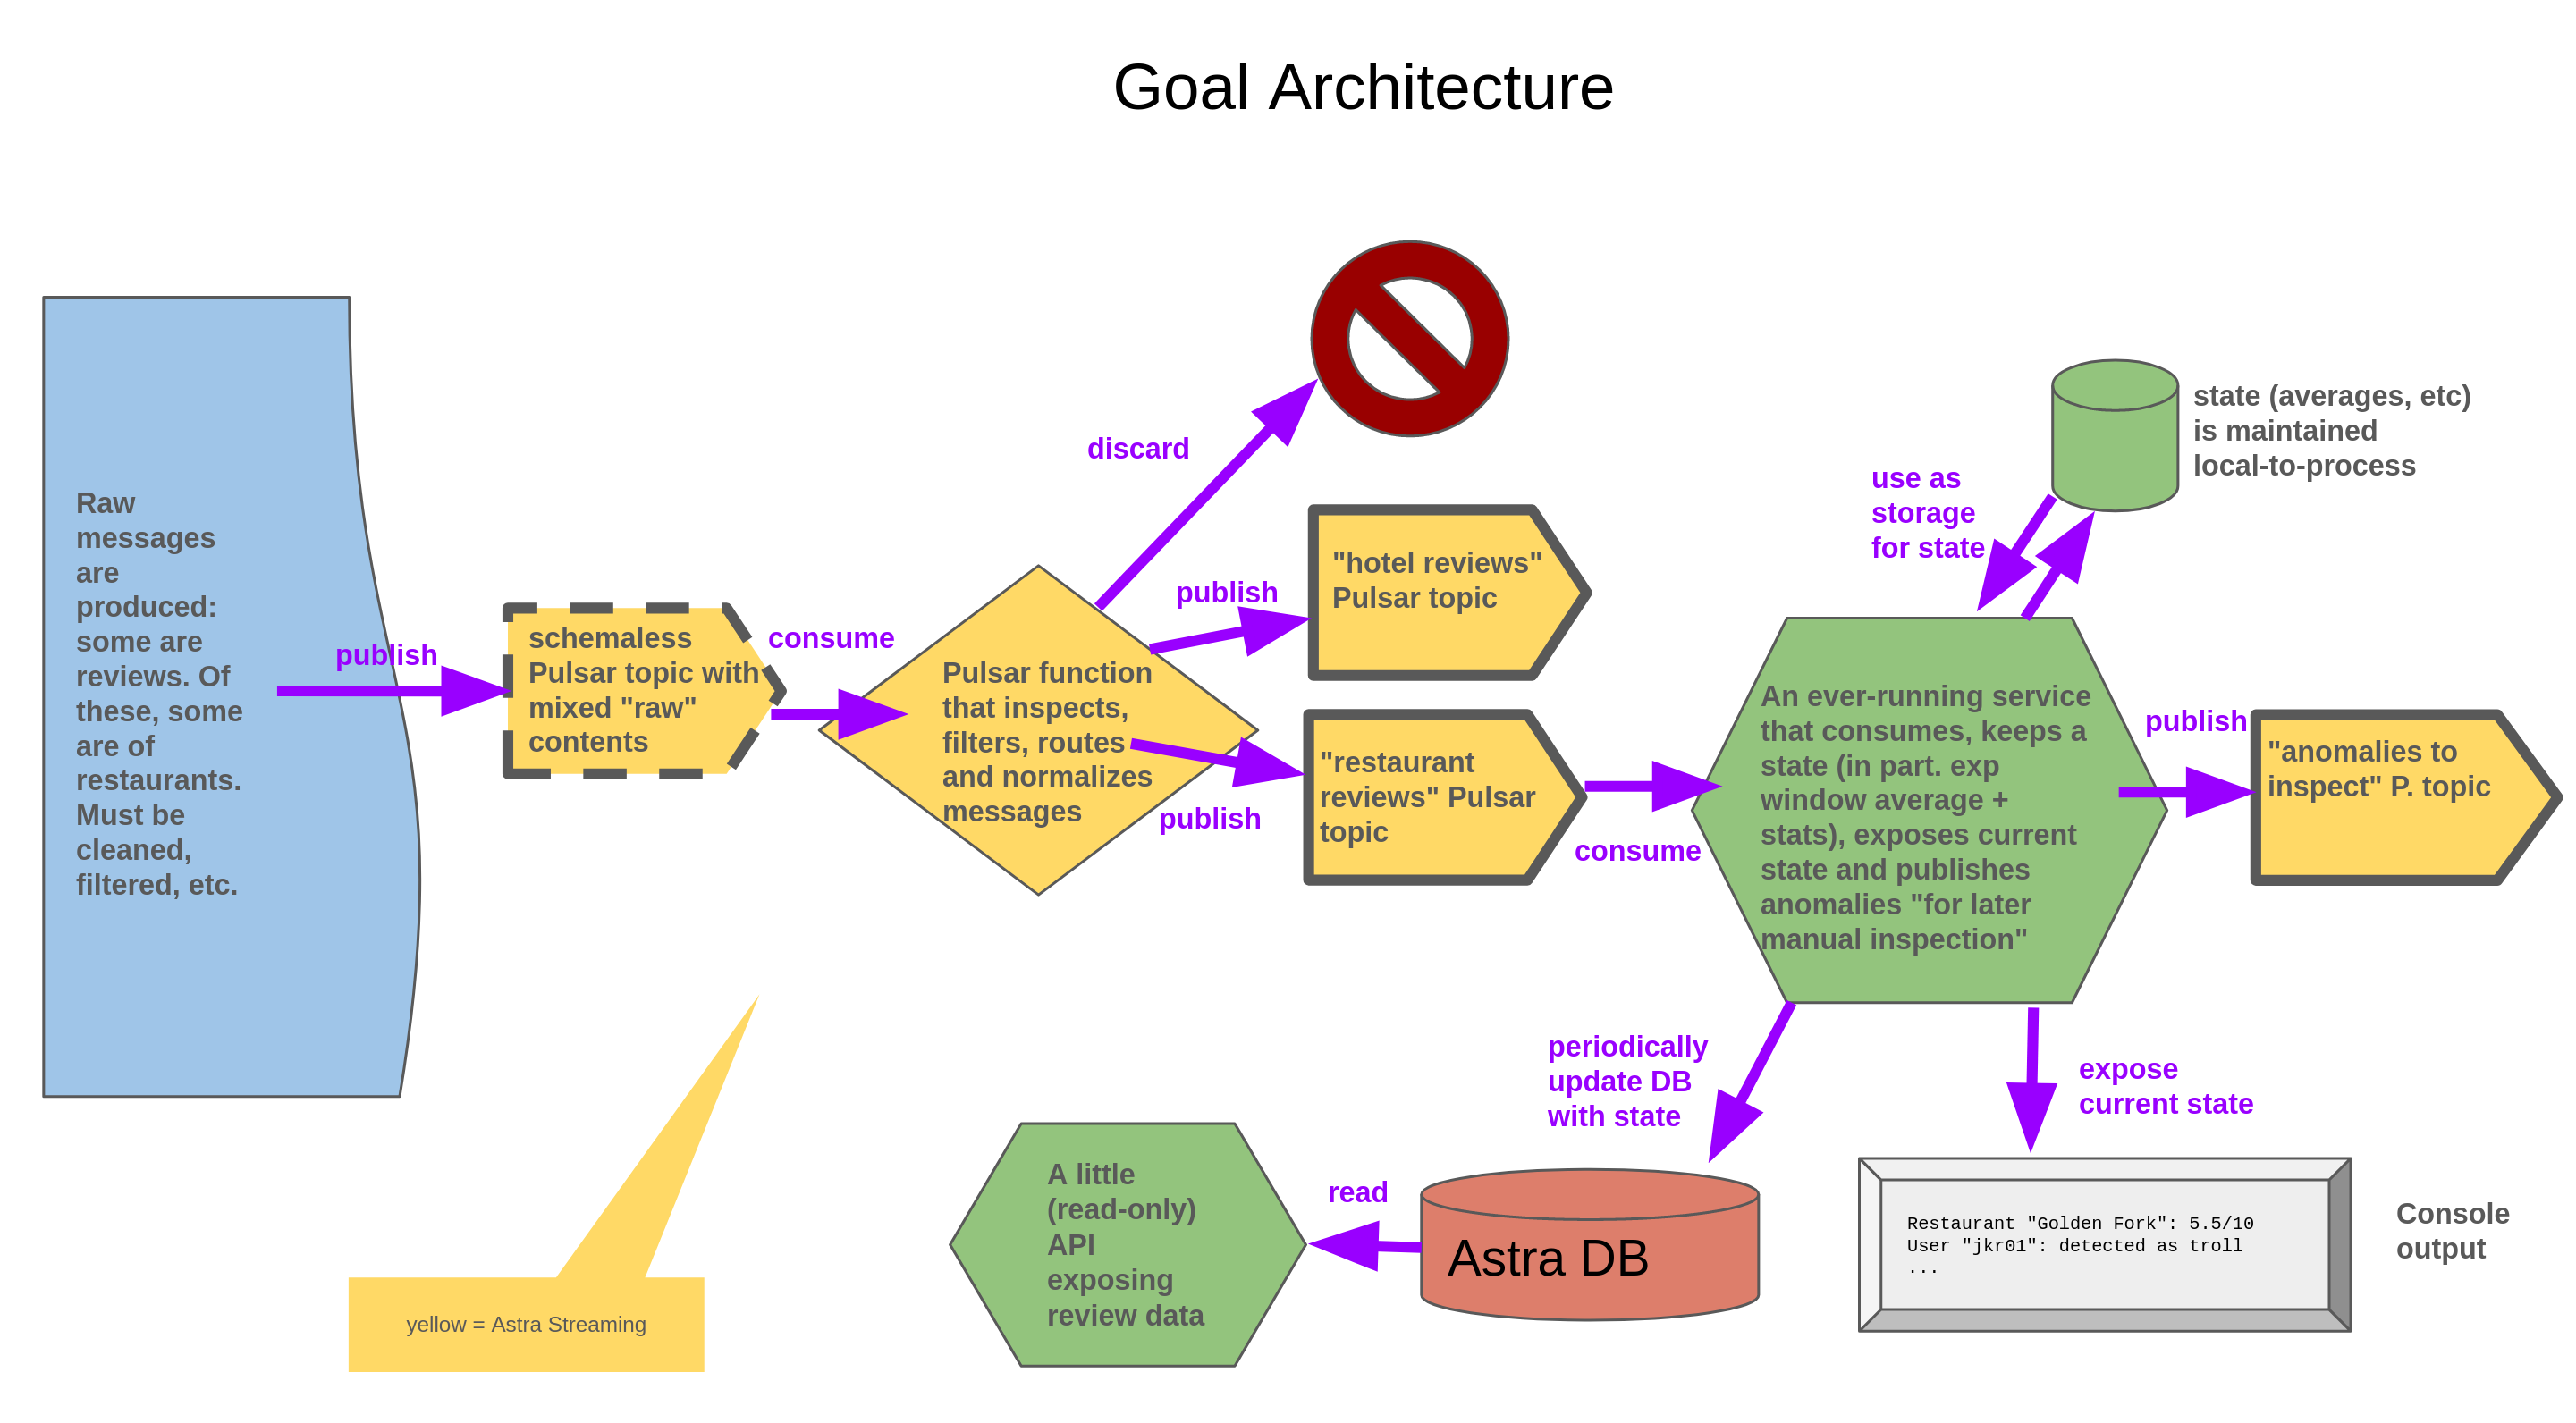 Goal Architecture
Raw
messages
are
produced:
some are
reviews. Of
these, some
are of
restaurants.
Must be
cleaned,
filtered, etc.
publish
schemaless
Pulsar topic with
mixed "raw"
contents
consume
Pulsar function
that inspects,
filters, routes
and normalizes
messages
discard
publish
"hotel reviews"
Pulsar topic
publish
"restaurant
reviews" Pulsar
topic
consume
An ever-running service
that consumes, keeps a
state (in part. exp
window average +
stats), exposes current
state and publishes
anomalies "for later
manual inspection"
use as
storage
for state
state (averages, etc)
is maintained
local-to-process
publish
"anomalies to
inspect" P. topic
periodically
update DB
with state
expose
current state
Restaurant "Golden Fork": 5.5/10
User "jkr01": detected as troll
...
Console
output
Astra DB
read
A little
(read-only)
API
exposing
review data
yellow = Astra Streaming